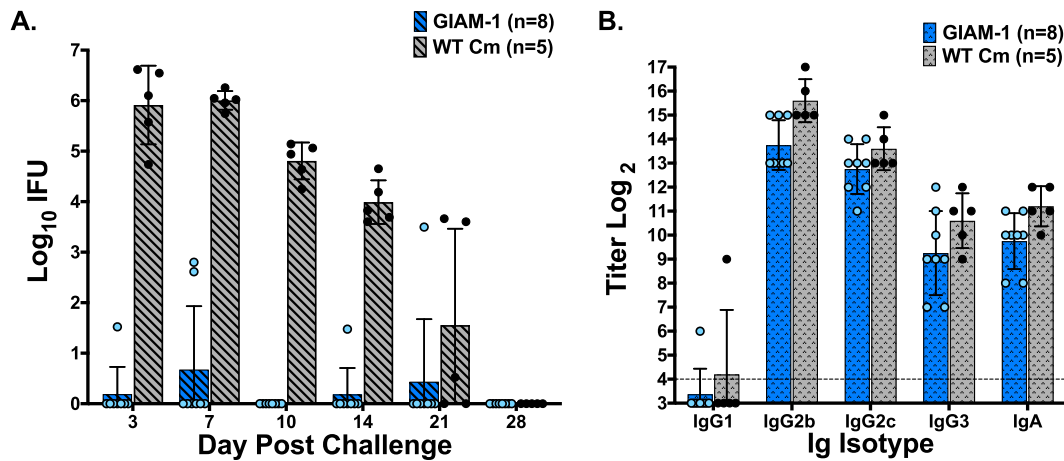 A.
GIAM-1 (n=8)
WT Cm (n=5)
Log10 IFU
7
6
5
4
3
2
1
0
3 7 10 14 21 28
Day Post Challenge
B.
GIAM-1 (n=8)
WT Cm (n=5)
Titer Log2
17
16
15
14
13
12
11
10
9
8
7
6
5
4
3
IgG1 IgG2b IgG2c IgG3 IgA
Ig Isotype